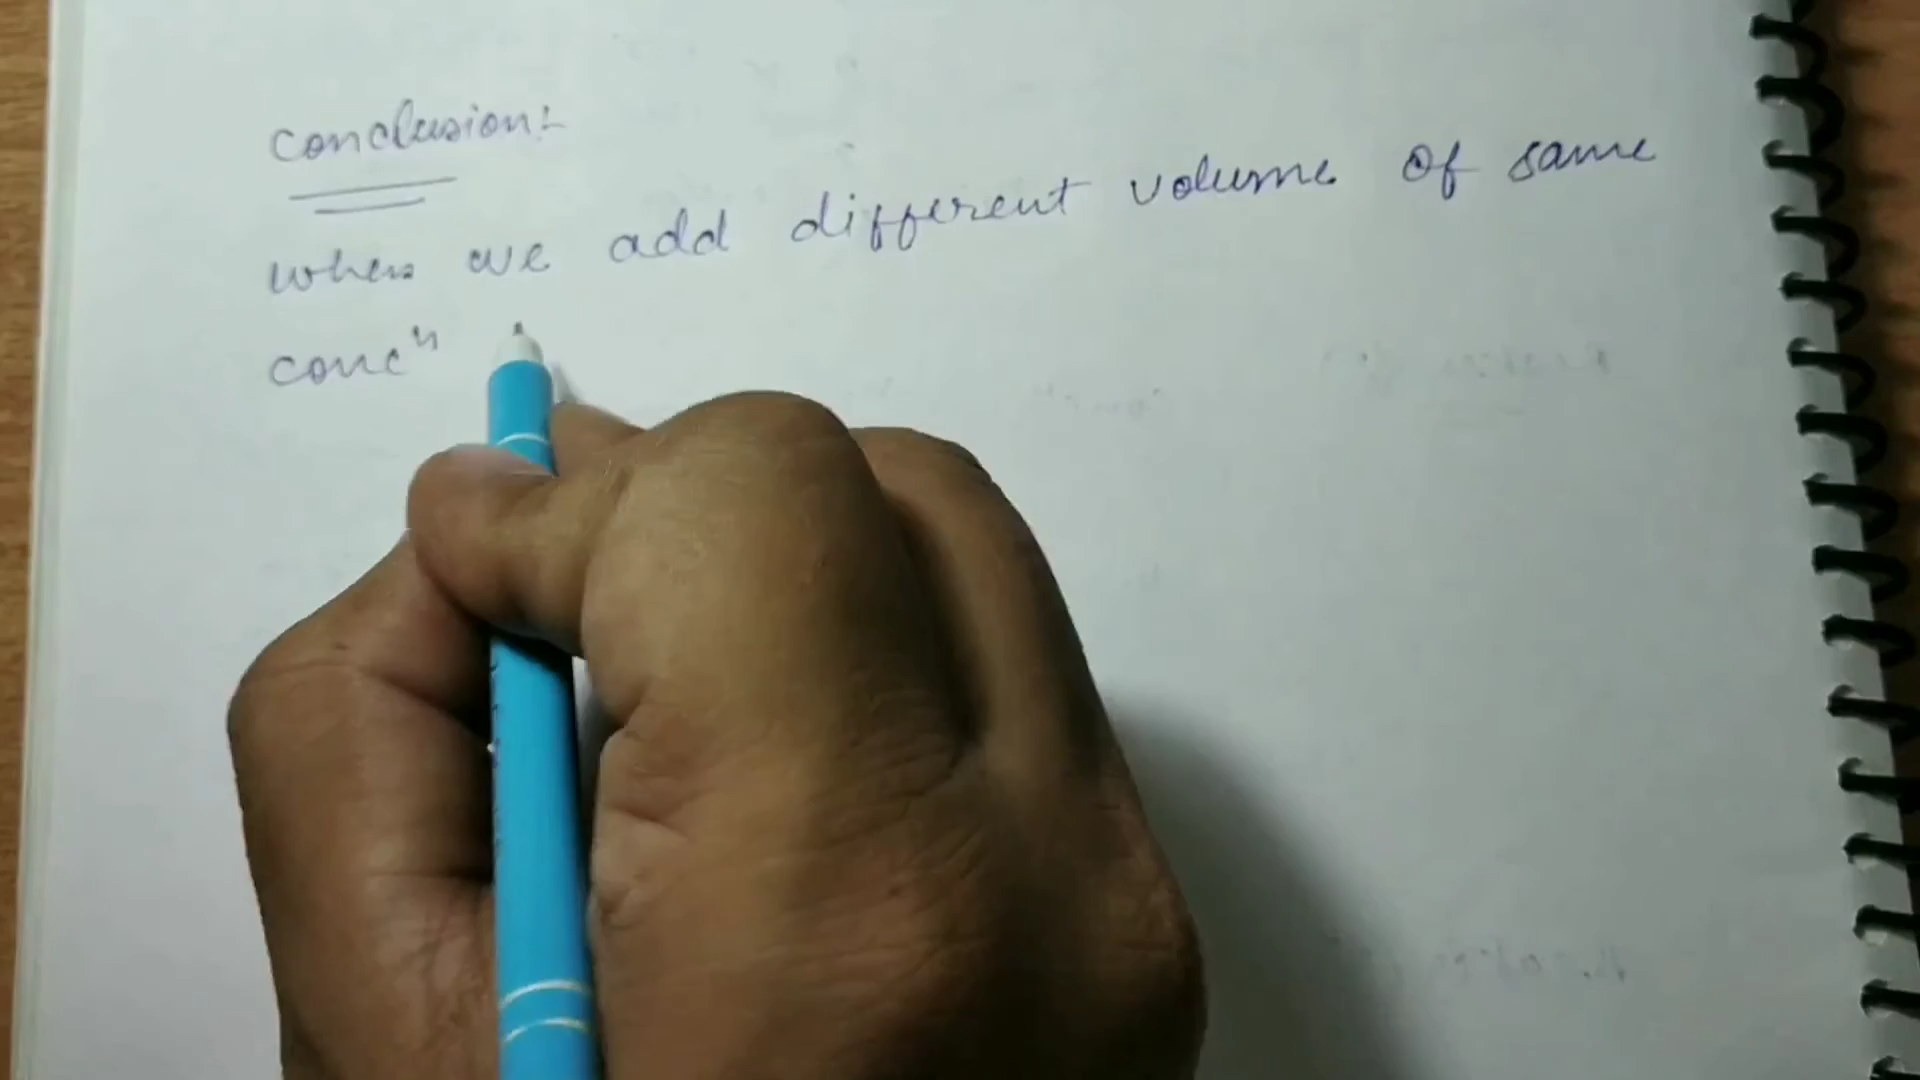 Conclusion:-
when we add different volume of same
concⁿ